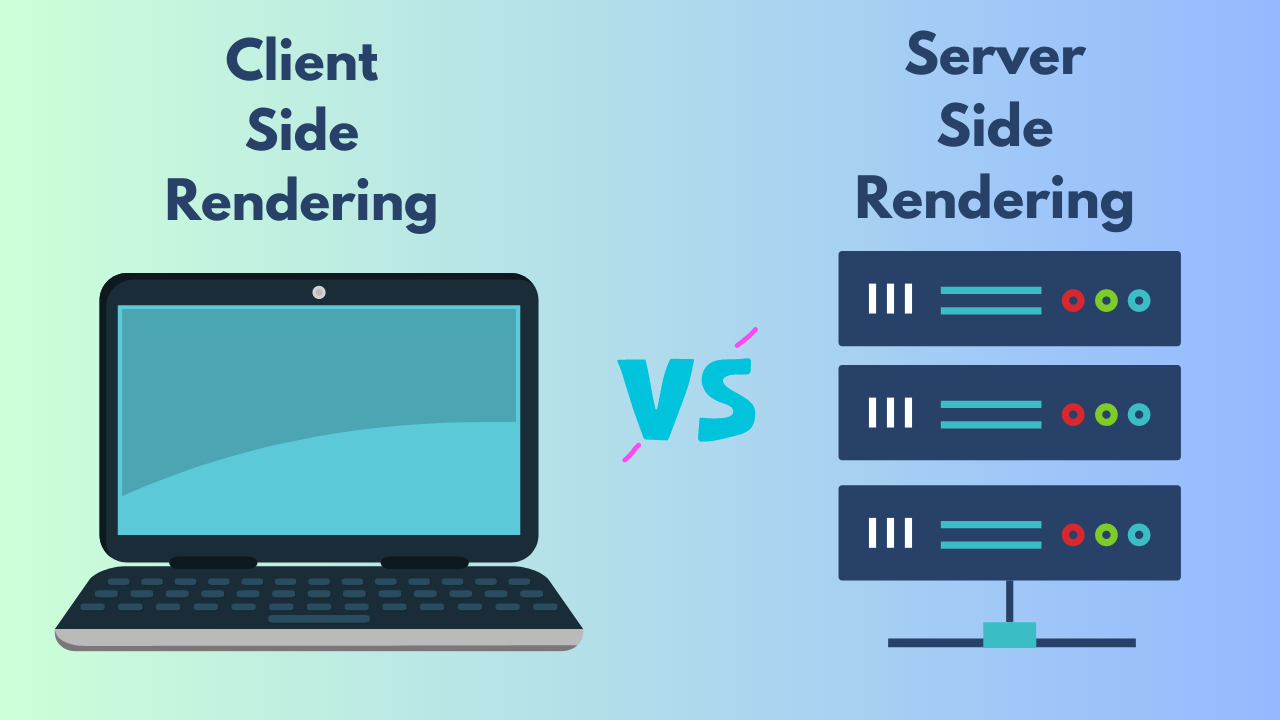 Client
Side
Rendering
VS
Server
Side
Rendering